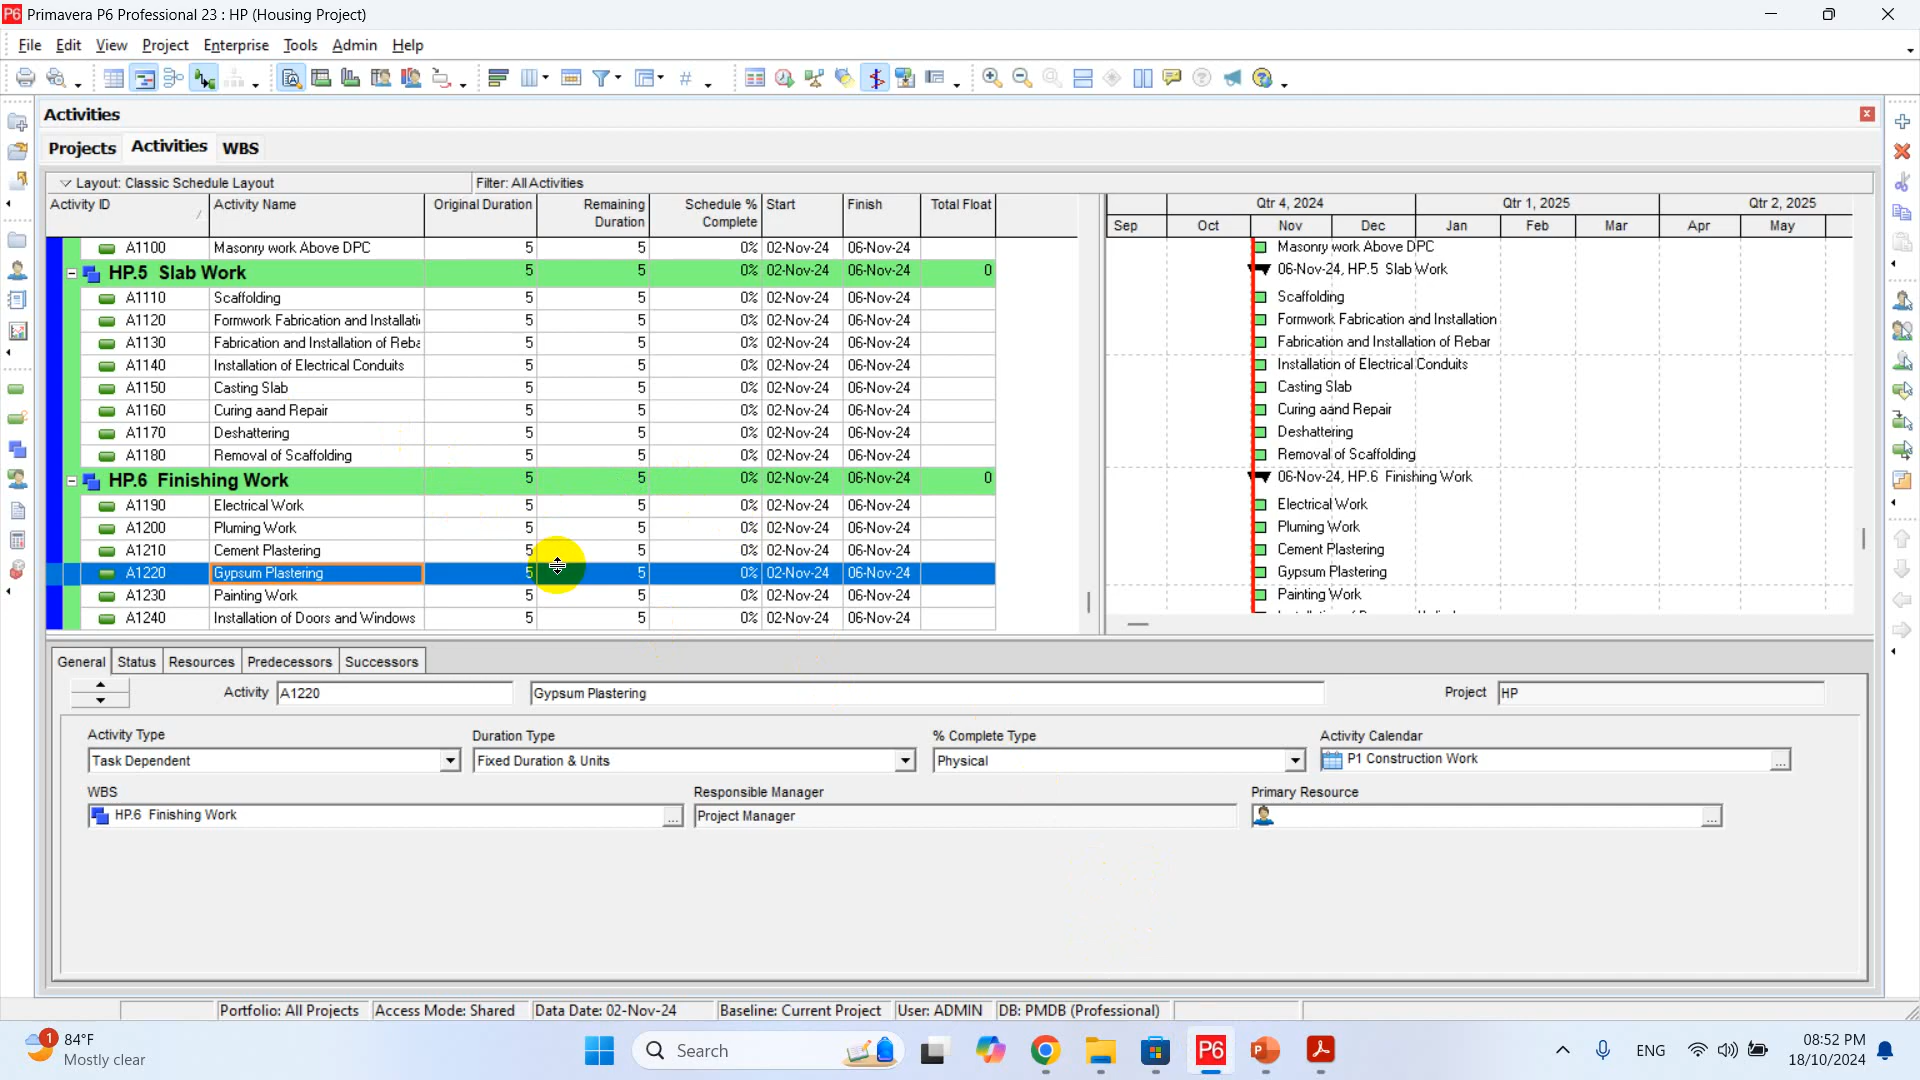 Primavera P6 Professional 23 : HP (Housing Project)
File Edit View Project Enterprise Tools Admin Help
Activities
Projects Activities WBS
Layout: Classic Schedule Layout Filter: All Activities
Activity ID Activity Name Original Duration Remaining Duration Schedule % Complete Start Finish Total Float
Qtr 4, 2024 Qtr 1, 2025 Qtr 2, 2025
Sep Oct Nov Dec Jan Feb Mar Apr May
A1100 Masonry work Above DPC 5 5 0% 02-Nov-24 06-Nov-24 Masonry work Above DPC
HP.5 Slab Work 5 5 0% 02-Nov-24 06-Nov-24 0 06-Nov-24, HP.5 Slab Work
A1110 Scaffolding 5 5 0% 02-Nov-24 06-Nov-24 Scaffolding
A1120 Formwork Fabrication and Installati 5 5 0% 02-Nov-24 06-Nov-24 Formwork Fabrication and Installation
A1130 Fabrication and Installation of Reba 5 5 0% 02-Nov-24 06-Nov-24 Fabrication and Installation of Rebar
A1140 Installation of Electrical Conduits 5 5 0% 02-Nov-24 06-Nov-24 Installation of Electrical Conduits
A1150 Casting Slab 5 5 0% 02-Nov-24 06-Nov-24 Casting Slab
A1160 Curing aand Repair 5 5 0% 02-Nov-24 06-Nov-24 Curing aand Repair
A1170 Deshattering 5 5 0% 02-Nov-24 06-Nov-24 Deshattering
A1180 Removal of Scaffolding 5 5 0% 02-Nov-24 06-Nov-24 Removal of Scaffolding
HP.6 Finishing Work 5 5 0% 02-Nov-24 06-Nov-24 0 06-Nov-24, HP.6 Finishing Work
A1190 Electrical Work 5 5 0% 02-Nov-24 06-Nov-24 Electrical Work
A1200 Pluming Work 5 5 0% 02-Nov-24 06-Nov-24 Pluming Work
A1210 Cement Plastering 5 5 0% 02-Nov-24 06-Nov-24 Cement Plastering
A1220 Gypsum Plastering 5 5 0% 02-Nov-24 06-Nov-24 Gypsum Plastering
A1230 Painting Work 5 5 0% 02-Nov-24 06-Nov-24 Painting Work
A1240 Installation of Doors and Windows 5 5 0% 02-Nov-24 06-Nov-24
General Status Resources Predecessors Successors
Activity A1220 Gypsum Plastering Project HP
Activity Type Duration Type % Complete Type Activity Calendar
Task Dependent Fixed Duration & Units Physical P1 Construction Work ...
WBS Responsible Manager Primary Resource
HP.6 Finishing Work ... Project Manager ...
Portfolio: All Projects Access Mode: Shared Data Date: 02-Nov-24 Baseline: Current Project User: ADMIN DB: PMDB (Professional)
1 84°F
Mostly clear
Search
P6
ENG
08:52 PM
18/10/2024